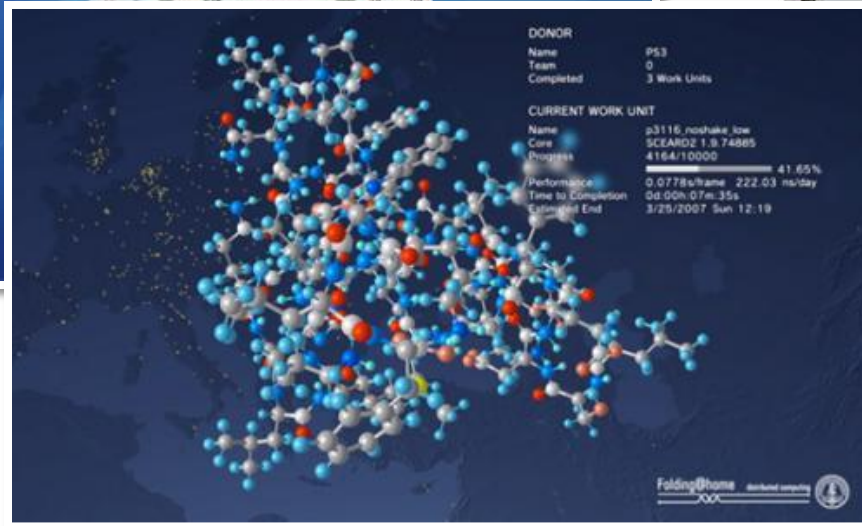 DONOR
Name PS3
Team 0
Completed 3 Work Units
CURRENT WORK UNIT
Name p3116_noshake_low
Core SCEARD2 1.9.74885
Progress 4164/10000
41.65%
Performance 0.0778s/frame 222.03 ns/day
Time to Completion 0d:00h:07m:35s
Estimated End 3/25/2007 Sun 12:19
Folding@home distributed computing